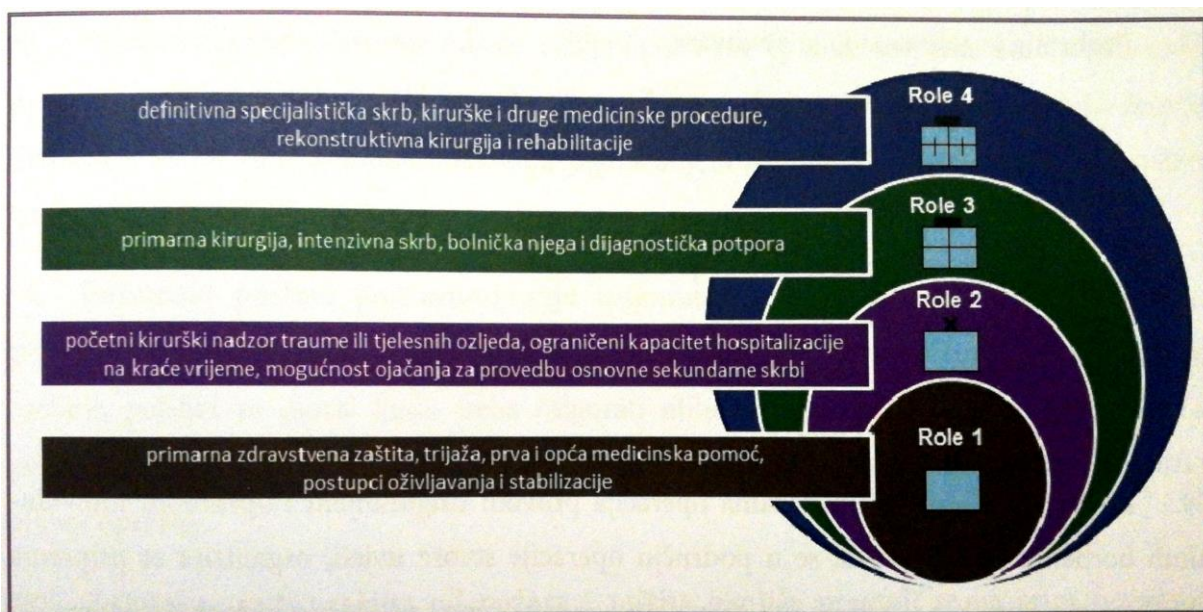 definitivna specijalistička skrb, kirurške i druge medicinske procedure,
rekonstruktivna kirurgija i rehabilitacije
Role 4
primarna kirurgija, intenzivna skrb, bolnička njega i dijagnostička potpora
Role 3
početni kirurški nadzor traume ili tjelesnih ozljeda, ograničeni kapacitet hospitalizacije
na kraće vrijeme, mogućnost ojačanja za provedbu osnovne sekundarne skrbi
Role 2
primarna zdravstvena zaštita, trijaža, prva i opća medicinska pomoć,
postupci oživljavanja i stabilizacije
Role 1